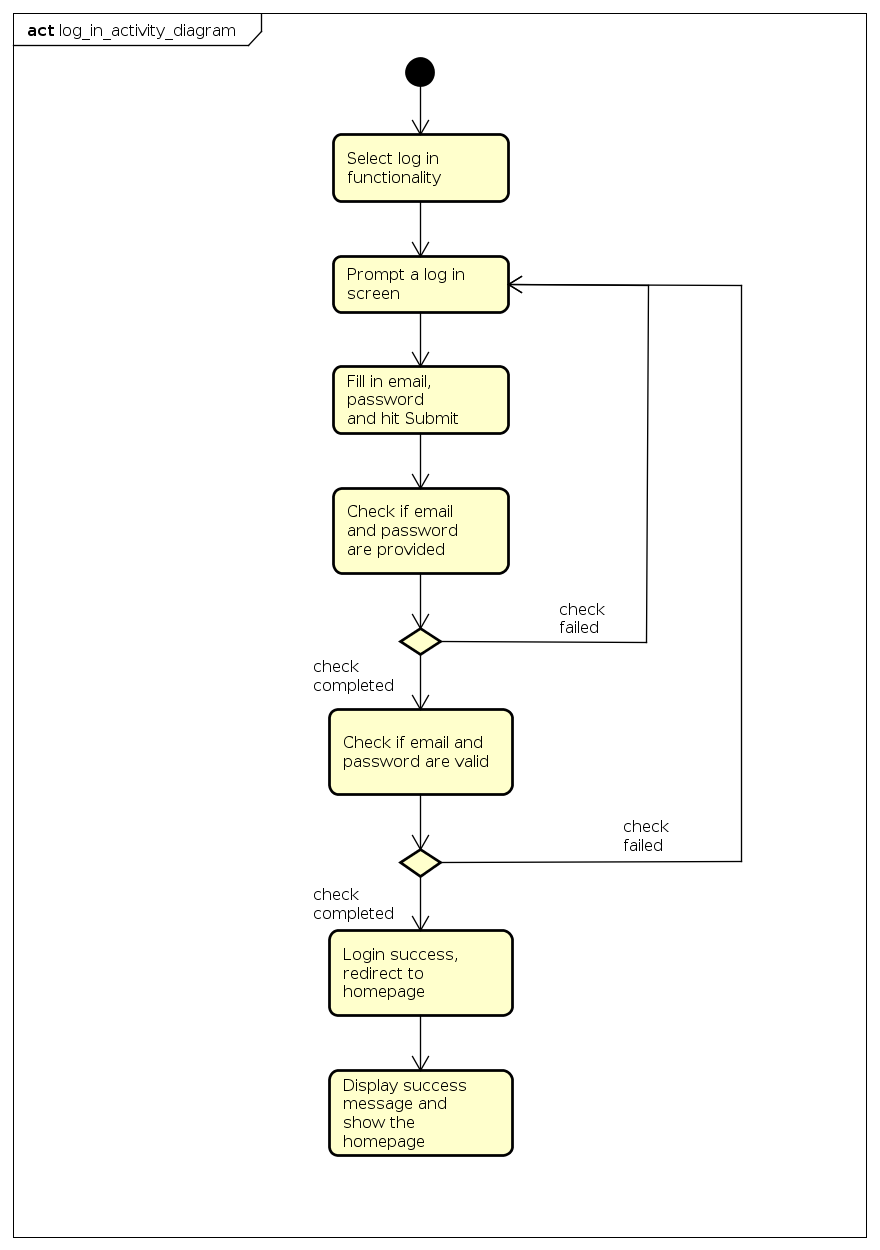 act log_in_activity_diagram
Select log in
functionality
Prompt a log in
screen
Fill in email,
password
and hit Submit
Check if email
and password
are provided
check
failed
check
completed
Check if email and
password are valid
check
failed
check
completed
Login success,
redirect to
homepage
Display success
message and
show the
homepage